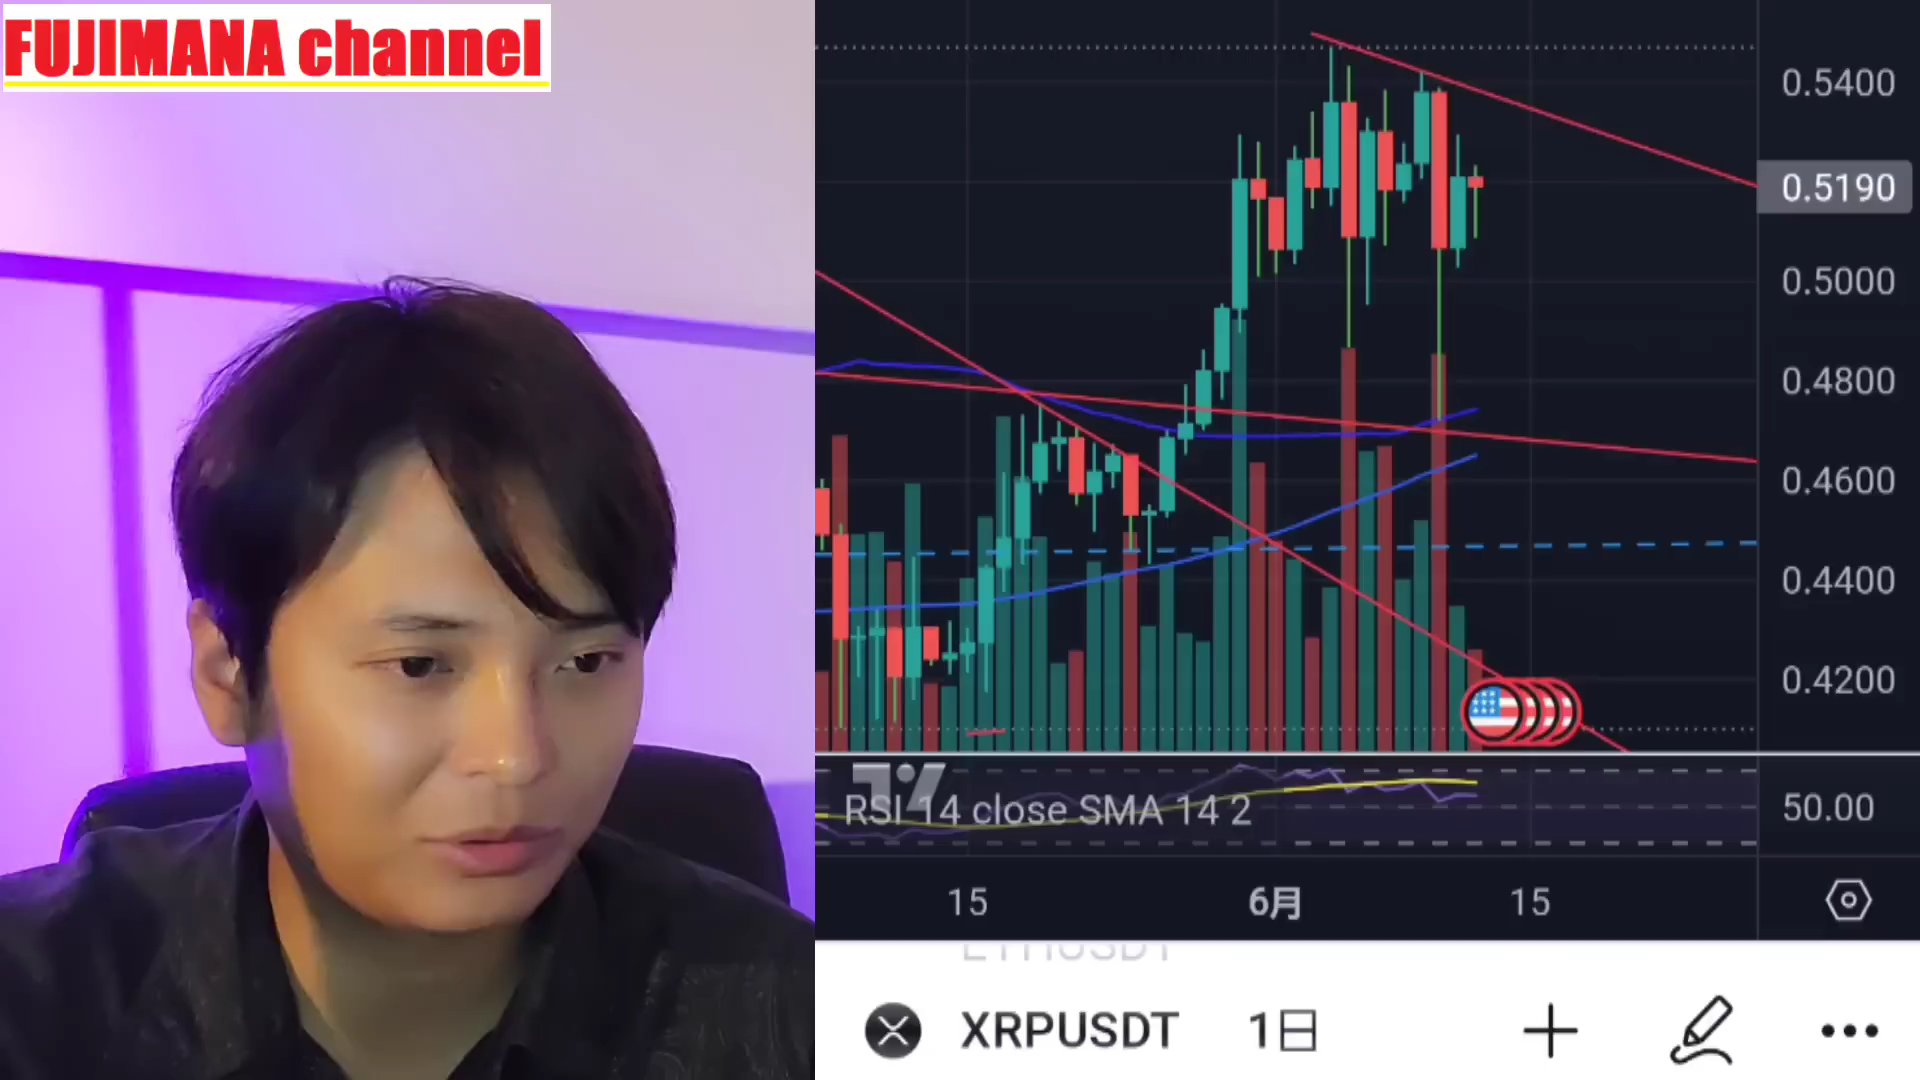 FUJIMANA channel
0.5400
0.5190
0.5000
0.4800
0.4600
0.4400
0.4200
RSI 14 close SMA 14 2
50.00
15
6月
15
ETHUSDT
XRPUSDT
1日